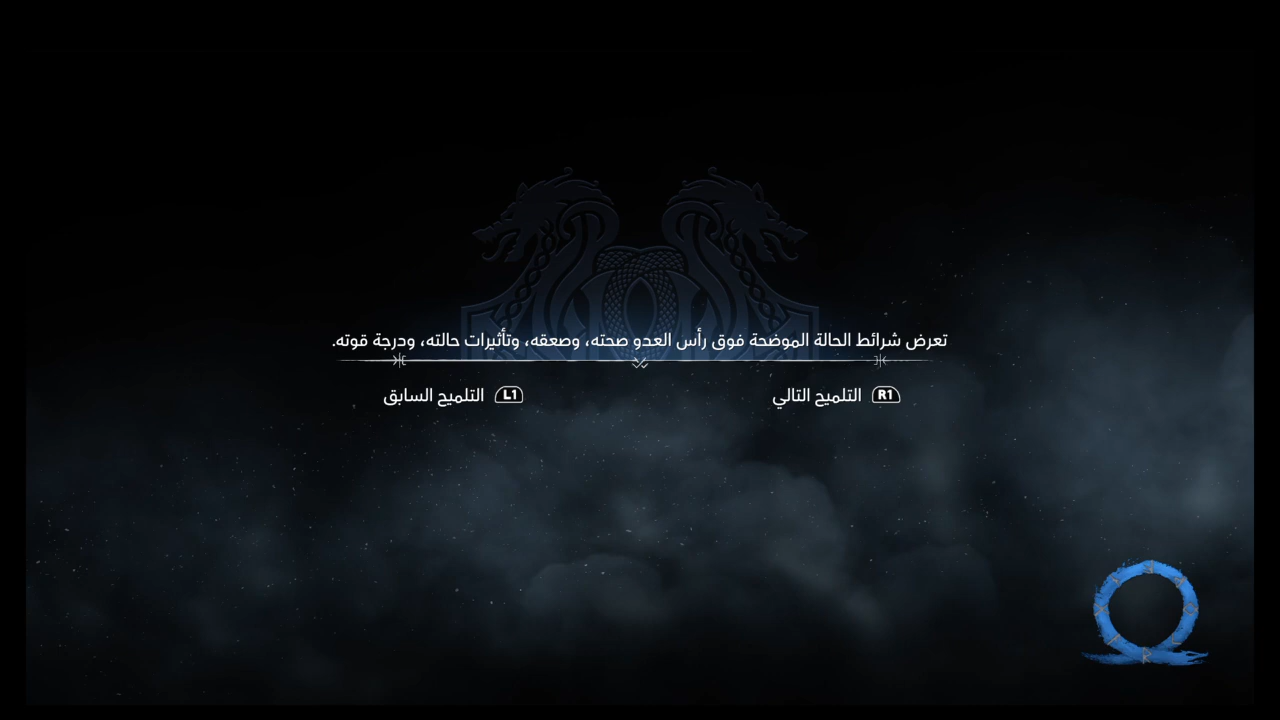 تعرض شرائط الحالة الموضحة فوق رأس العدو صحته، وصعقه، وتأثيرات حالته، ودرجة قوته.
R1 التلميح التالي
L1 التلميح السابق